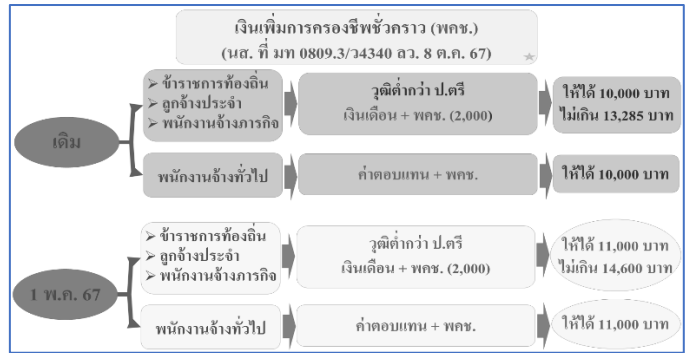 เงินเพิ่มการครองชีพชั่วคราว (พคช.)
(นส. ที่ มท 0809.3/ว4340 ลว. 8 ต.ค. 67)
เดิม
➢ ข้าราชการท้องถิ่น
➢ ลูกจ้างประจำ
➢ พนักงานจ้างภารกิจ
วุฒิต่ำกว่า ป.ตรี
เงินเดือน + พคช. (2,000)
ให้ได้ 10,000 บาท
ไม่เกิน 13,285 บาท
พนักงานจ้างทั่วไป
ค่าตอบแทน + พคช.
ให้ได้ 10,000 บาท
1 พ.ค. 67
➢ ข้าราชการท้องถิ่น
➢ ลูกจ้างประจำ
➢ พนักงานจ้างภารกิจ
วุฒิต่ำกว่า ป.ตรี
เงินเดือน + พคช. (2,000)
ให้ได้ 11,000 บาท
ไม่เกิน 14,600 บาท
พนักงานจ้างทั่วไป
ค่าตอบแทน + พคช.
ให้ได้ 11,000 บาท